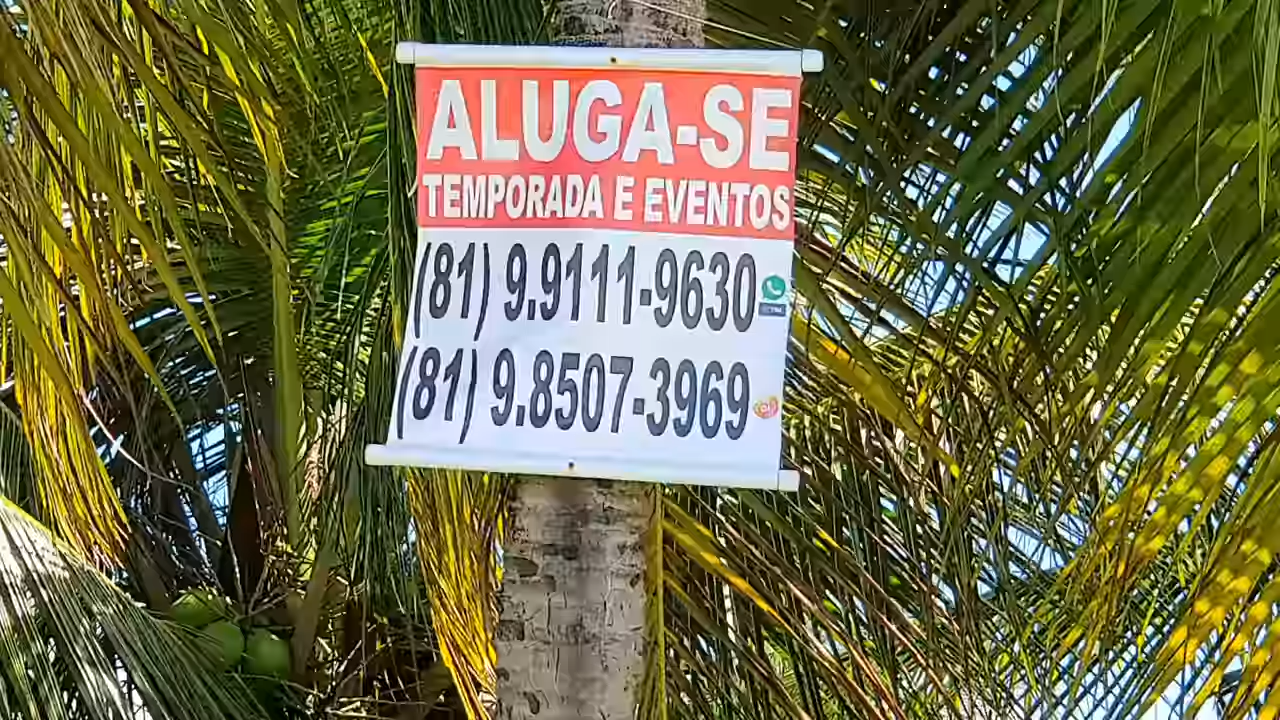 ALUGA-SE
TEMPORADA E EVENTOS
(81) 9.9111-9630
(81) 9.8507-3969